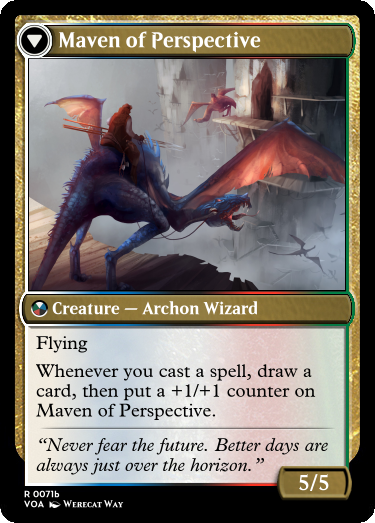 Maven of Perspective
Creature — Archon Wizard
Flying
Whenever you cast a spell, draw a
card, then put a +1/+1 counter on
Maven of Perspective.
“Never fear the future. Better days are
always just over the horizon.”
5/5
R 0071b
VOA Werecat Way